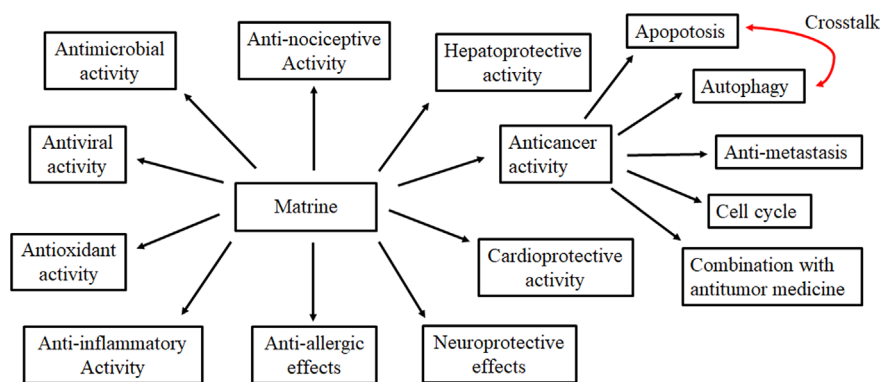 Antimicrobial
activity
Anti-nociceptive
Activity
Hepatoprotective
activity
Apopotosis
Crosstalk
Autophagy
Antiviral
activity
Anticancer
activity
Anti-metastasis
Matrine
Cell cycle
Antioxidant
activity
Cardioprotective
activity
Combination with
antitumor medicine
Anti-inflammatory
Activity
Anti-allergic
effects
Neuroprotective
effects